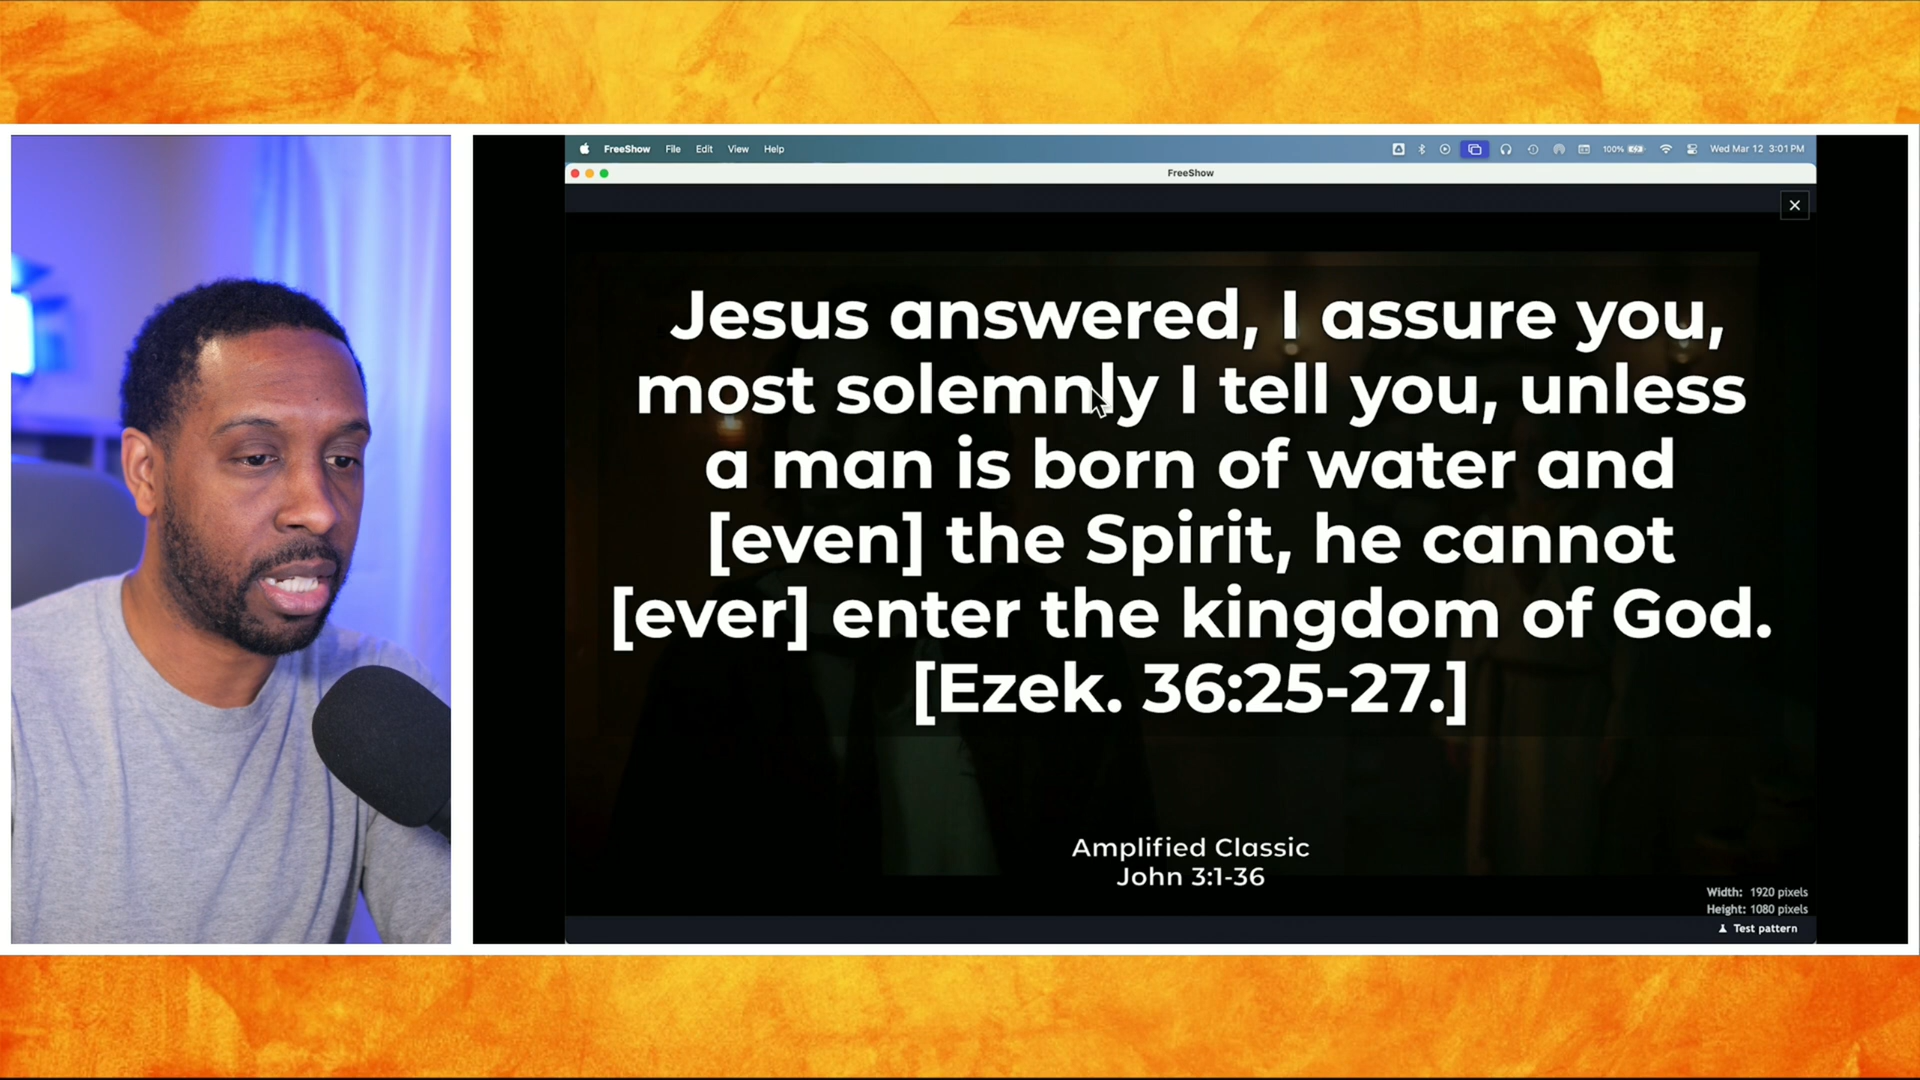 FreeShow File Edit View Help 100% Wed Mar 12 3:01 PM
FreeShow
Jesus answered, I assure you,
most solemnly I tell you, unless
a man is born of water and
[even] the Spirit, he cannot
[ever] enter the kingdom of God.
[Ezek. 36:25-27.]
Amplified Classic
John 3:1-36
Width: 1920 pixels
Height: 1080 pixels
Test pattern